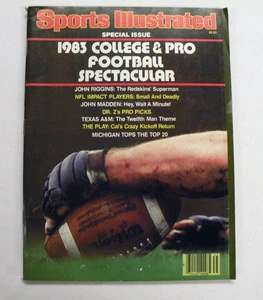 Sports Illustrated
SPECIAL ISSUE
1983 COLLEGE & PRO
FOOTBALL
SPECTACULAR
JOHN RIGGINS: The Redskins' Superman
NFL IMPACT PLAYERS: Small And Deadly
JOHN MADDEN: Hey, Wait A Minute!
DR. Z's PRO PICKS
TEXAS A&M: The Twelfth Man Theme
THE PLAY: Cal's Crazy Kickoff Return
MICHIGAN TOPS THE TOP 20
Wilson